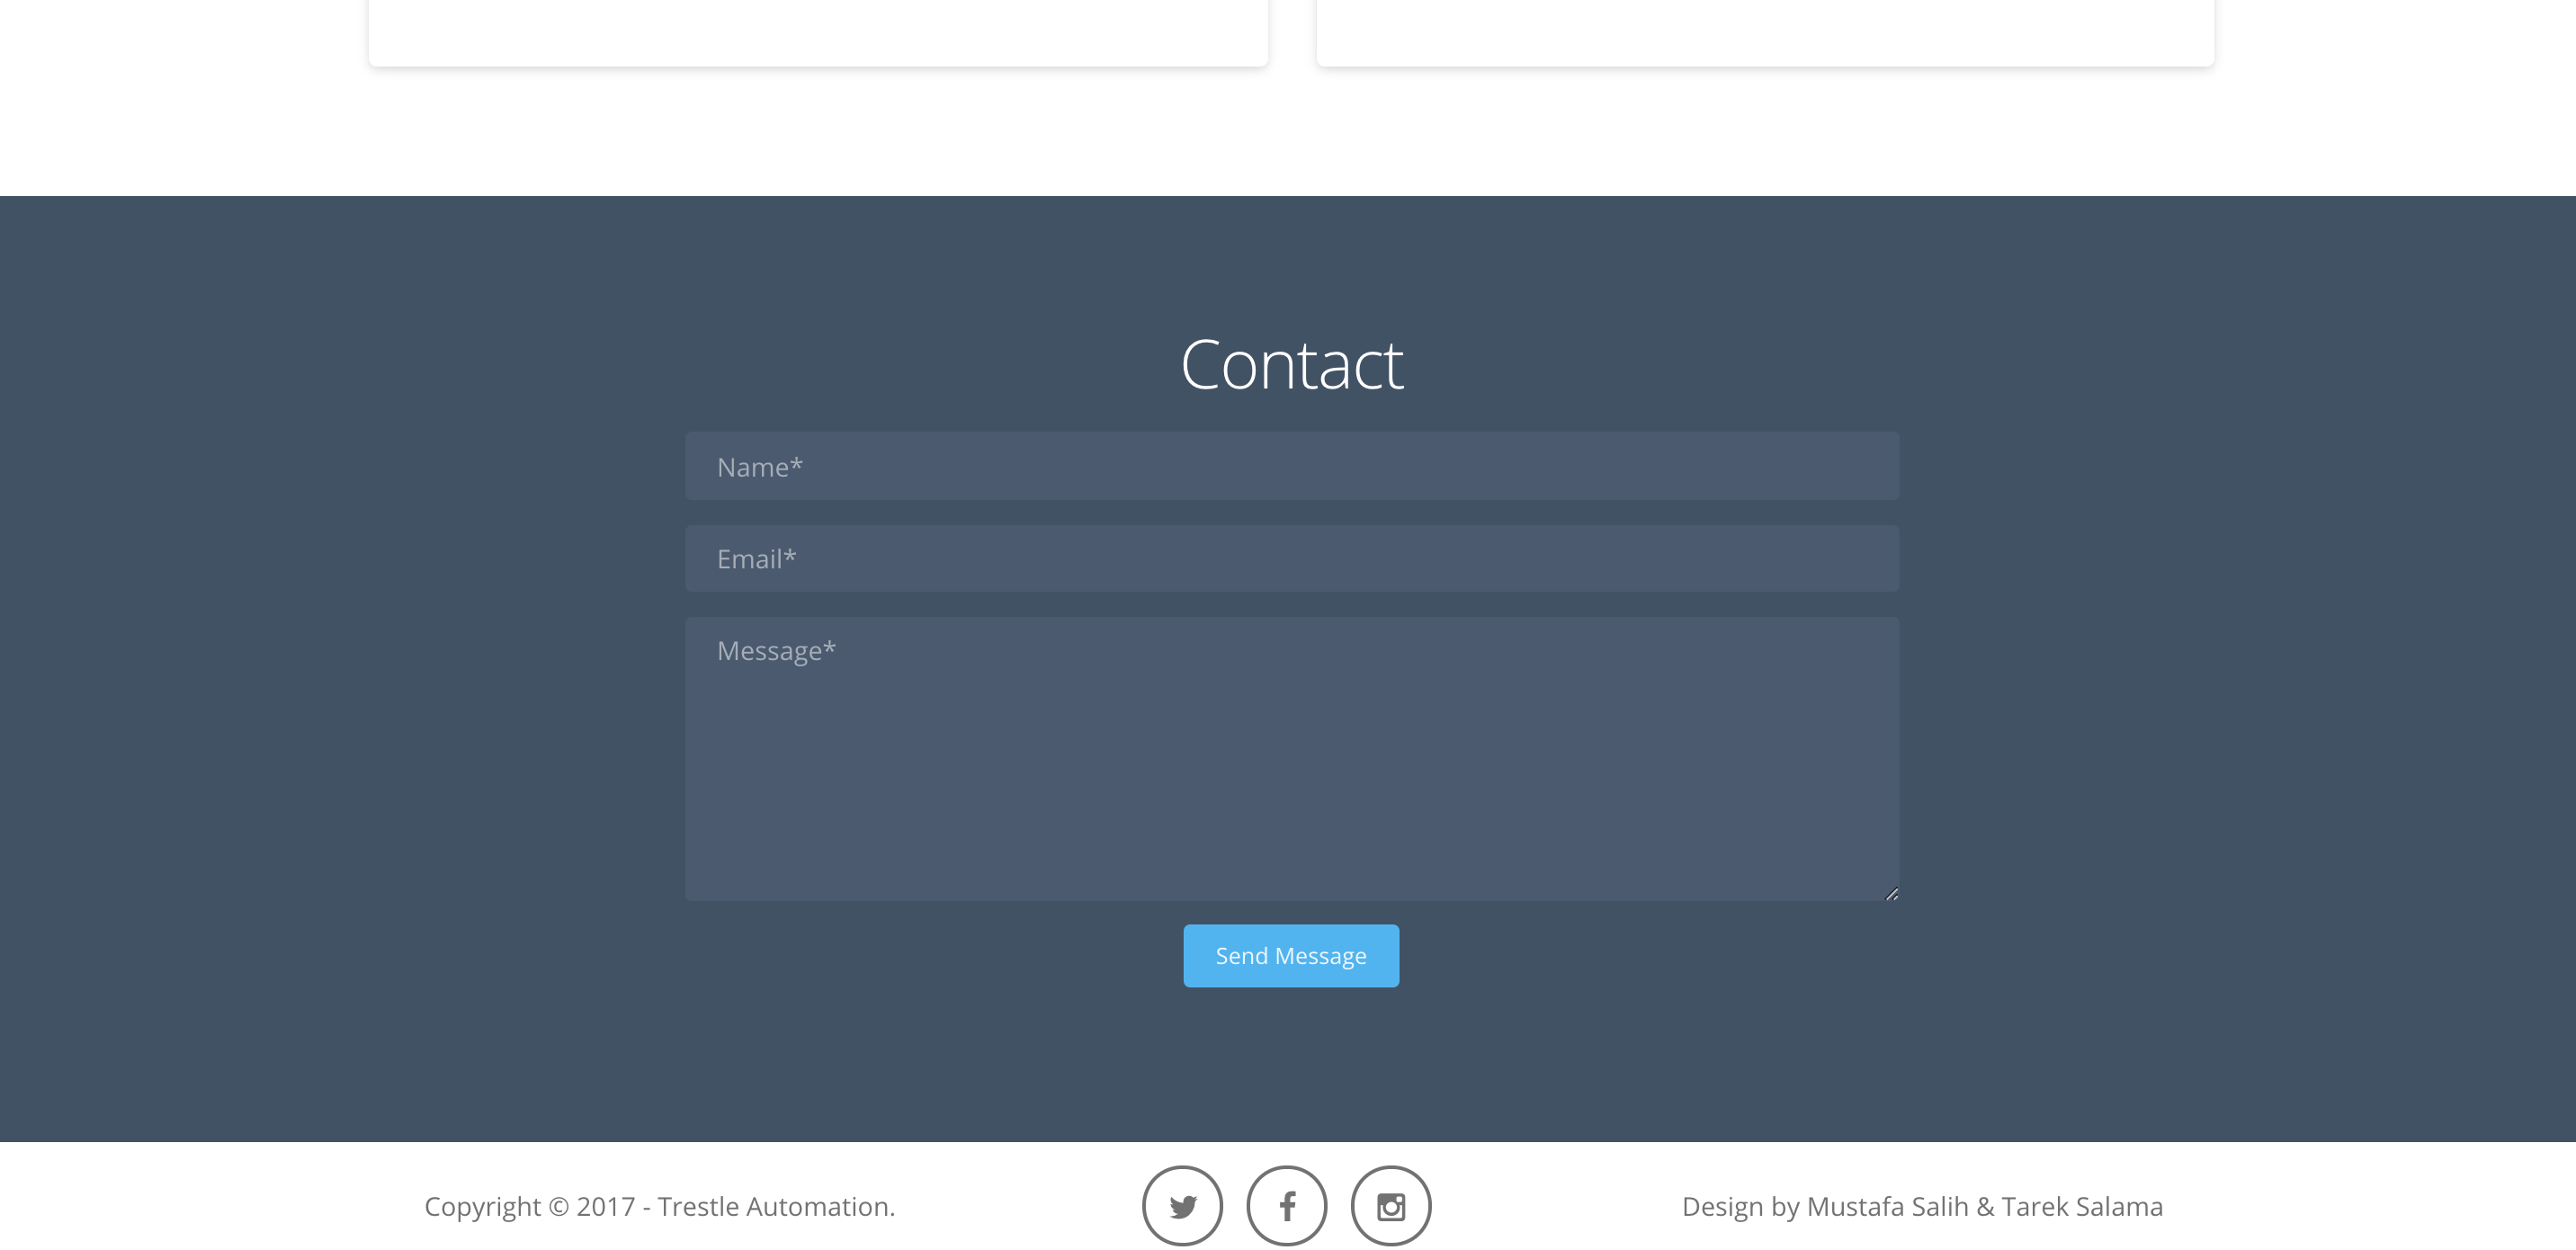 Contact
Name*
Email*
Message*
Send Message
Copyright © 2017 - Trestle Automation.
Design by Mustafa Salih & Tarek Salama